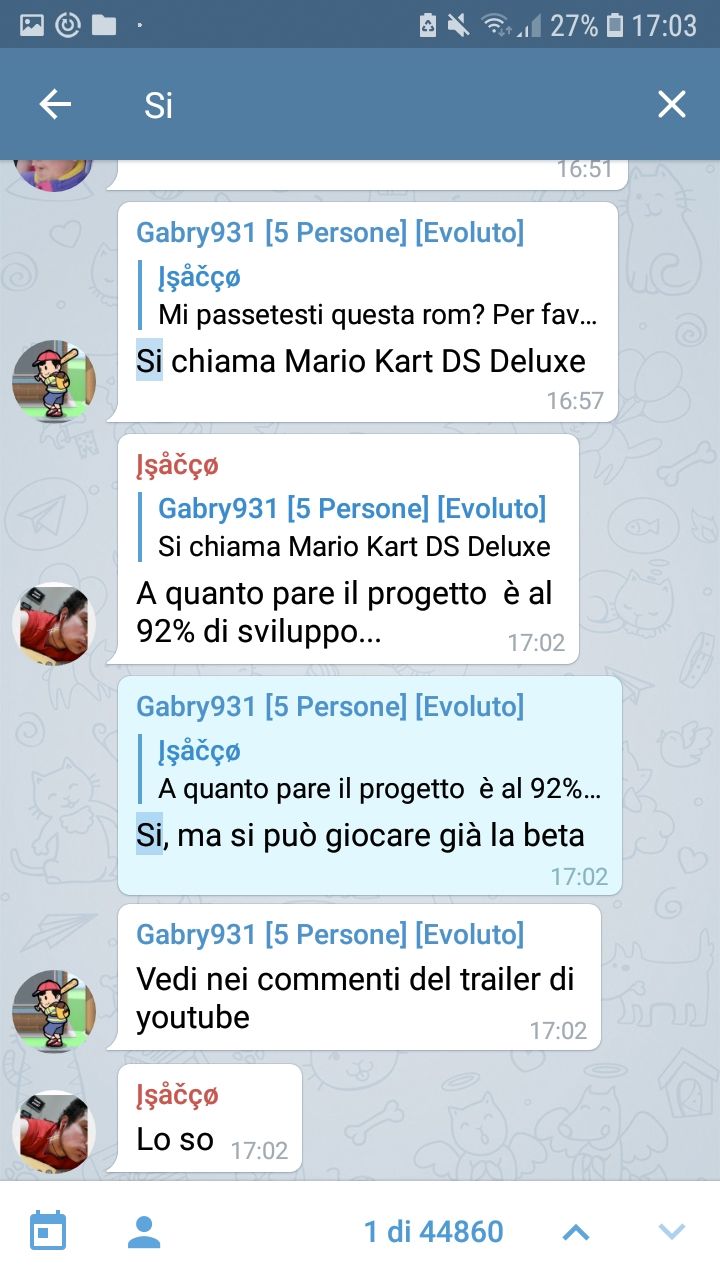 27% 17:03
Si
16:51
Gabry931 [5 Persone] [Evoluto]
Įşåčçø
Mi passetesti questa rom? Per fav...
Si chiama Mario Kart DS Deluxe
16:57
Įşåčçø
Gabry931 [5 Persone] [Evoluto]
Si chiama Mario Kart DS Deluxe
A quanto pare il progetto è al
92% di sviluppo...
17:02
Gabry931 [5 Persone] [Evoluto]
Įşåčçø
A quanto pare il progetto è al 92%...
Si, ma si può giocare già la beta
17:02
Gabry931 [5 Persone] [Evoluto]
Vedi nei commenti del trailer di
youtube
17:02
Įşåčçø
Lo so 17:02
1 di 44860